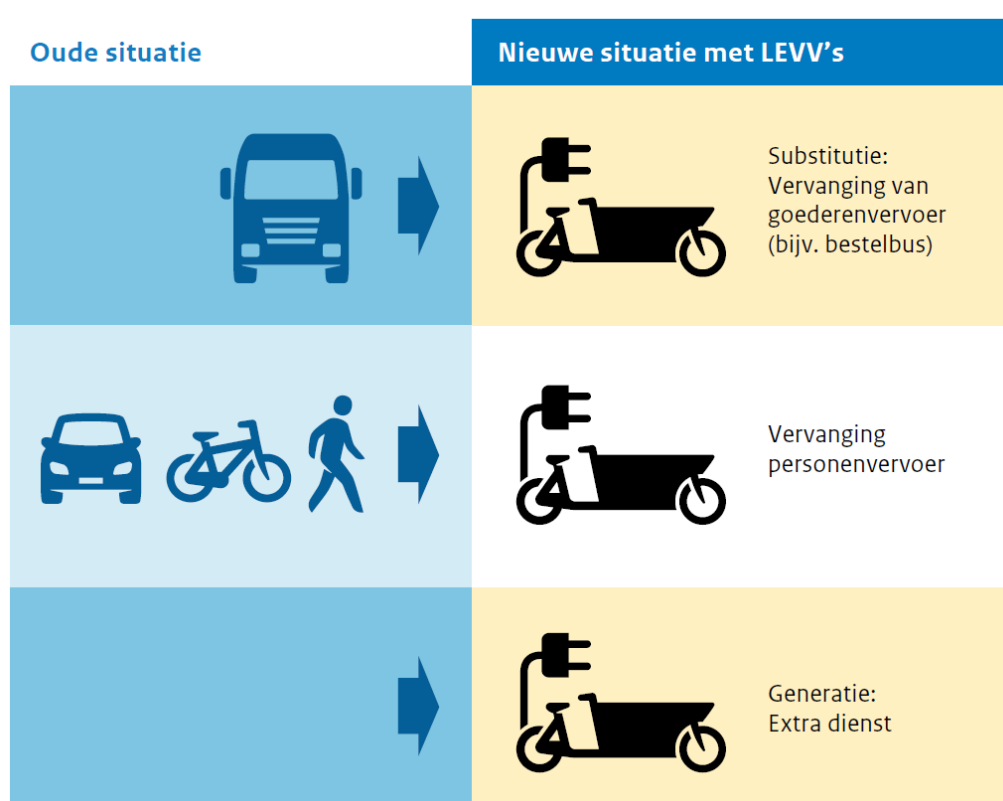 Oude situatie
Nieuwe situatie met LEVV’s
Substitutie:
Vervanging van
goederenvervoer
(bijv. bestelbus)
Vervanging
personenvervoer
Generatie:
Extra dienst